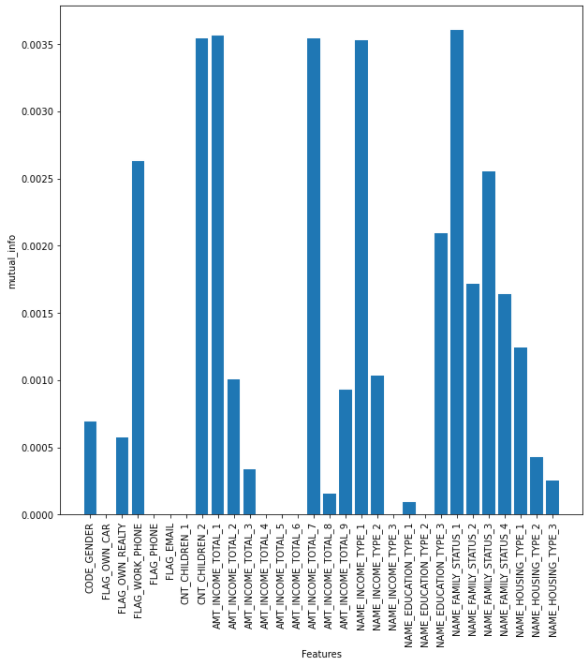 mutual_info
0.0035
0.0030
0.0025
0.0020
0.0015
0.0010
0.0005
0.0000
CODE_GENDER
FLAG_OWN_CAR
FLAG_OWN_REALTY
FLAG_WORK_PHONE
FLAG_PHONE
FLAG_EMAIL
CNT_CHILDREN_1
CNT_CHILDREN_2
AMT_INCOME_TOTAL_1
AMT_INCOME_TOTAL_2
AMT_INCOME_TOTAL_3
AMT_INCOME_TOTAL_4
AMT_INCOME_TOTAL_5
AMT_INCOME_TOTAL_6
AMT_INCOME_TOTAL_7
AMT_INCOME_TOTAL_8
AMT_INCOME_TOTAL_9
NAME_INCOME_TYPE_1
NAME_INCOME_TYPE_2
NAME_INCOME_TYPE_3
NAME_EDUCATION_TYPE_1
NAME_EDUCATION_TYPE_2
NAME_EDUCATION_TYPE_3
NAME_FAMILY_STATUS_1
NAME_FAMILY_STATUS_2
NAME_FAMILY_STATUS_3
NAME_FAMILY_STATUS_4
NAME_HOUSING_TYPE_1
NAME_HOUSING_TYPE_2
NAME_HOUSING_TYPE_3
Features